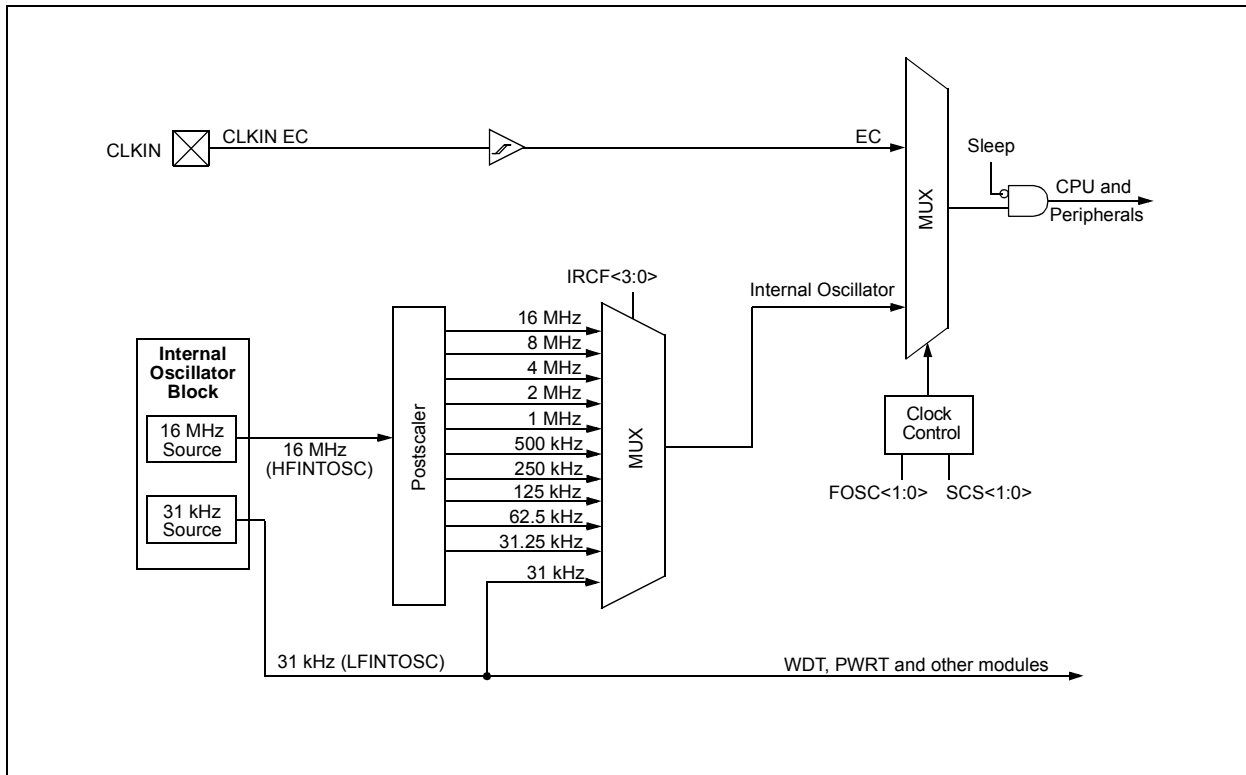 CLKIN
CLKIN EC
EC
Sleep
CPU and
Peripherals
MUX
IRCF<3:0>
Internal Oscillator
Internal
Oscillator
Block
16 MHz
Source
31 kHz
Source
16 MHz
(HFINTOSC)
Postscaler
16 MHz
8 MHz
4 MHz
2 MHz
1 MHz
500 kHz
250 kHz
125 kHz
62.5 kHz
31.25 kHz
31 kHz
MUX
Clock
Control
FOSC<1:0>
SCS<1:0>
31 kHz (LFINTOSC)
WDT, PWRT and other modules